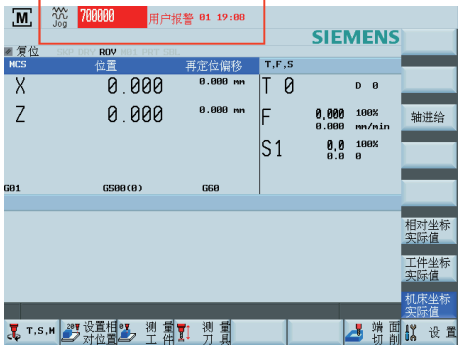 M Jog 700000 用户报警 01 19:08
SIEMENS
复位 SKP DRY ROV M01 PRT SBL
MCS 位置 再定位偏移 T,F,S
X 0.000 0.000 mm T 0 D 0
Z 0.000 0.000 mm F 0.000 100%
0.000 mm/min
轴进给
S1 0.0 100%
0.0 0
G01 G500(0) G60
相对坐标
实际值
工件坐标
实际值
机床坐标
实际值
T,S,M
设置相
对位置
测量
工件
测量
刀具
端面
切削
设置